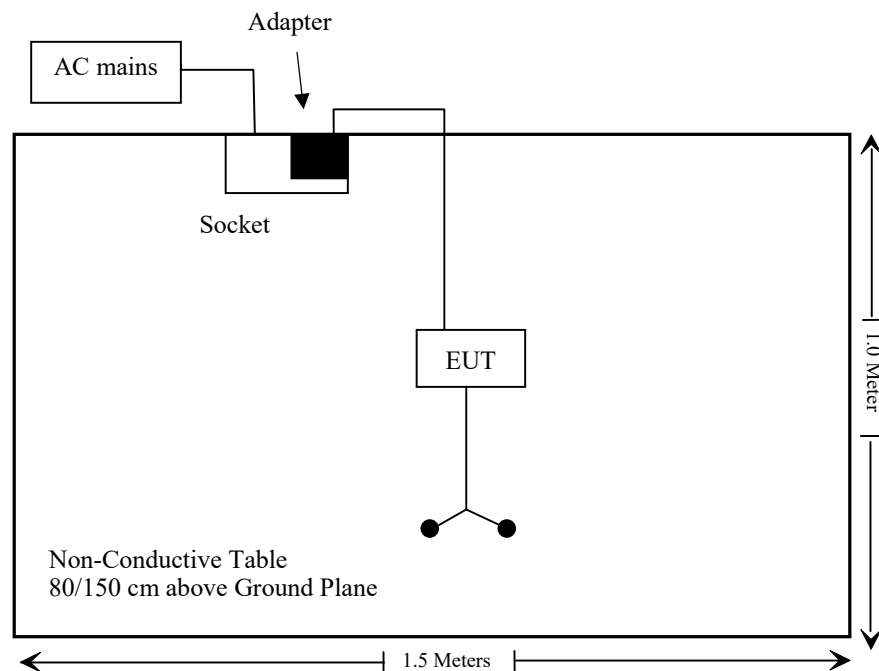 Adapter
AC mains
Socket
EUT
1.0 Meter
Non-Conductive Table
80/150 cm above Ground Plane
1.5 Meters